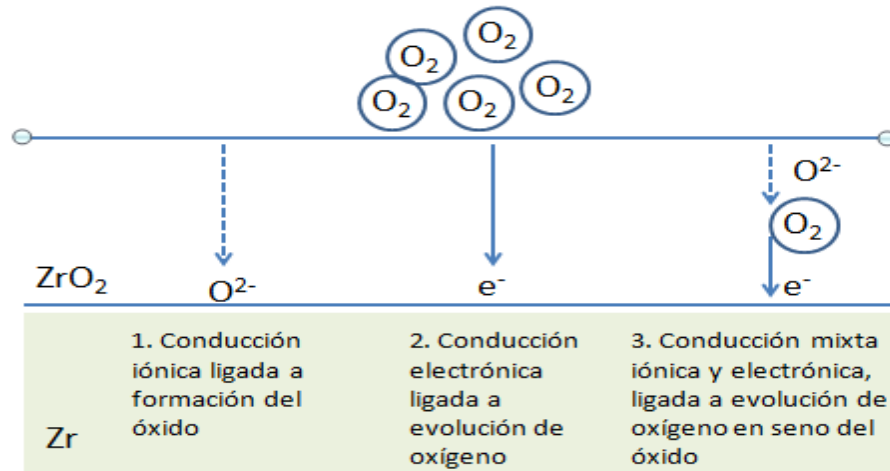 O₂
O₂
O₂
O₂
O₂
O²⁻
O₂
ZrO₂
O²⁻
e⁻
e⁻
1. Conducción
iónica ligada a
formación del
óxido
2. Conducción
electrónica
ligada a
evolución de
oxígeno
3. Conducción mixta
iónica y electrónica,
ligada a evolución de
oxígeno en seno del
óxido
Zr